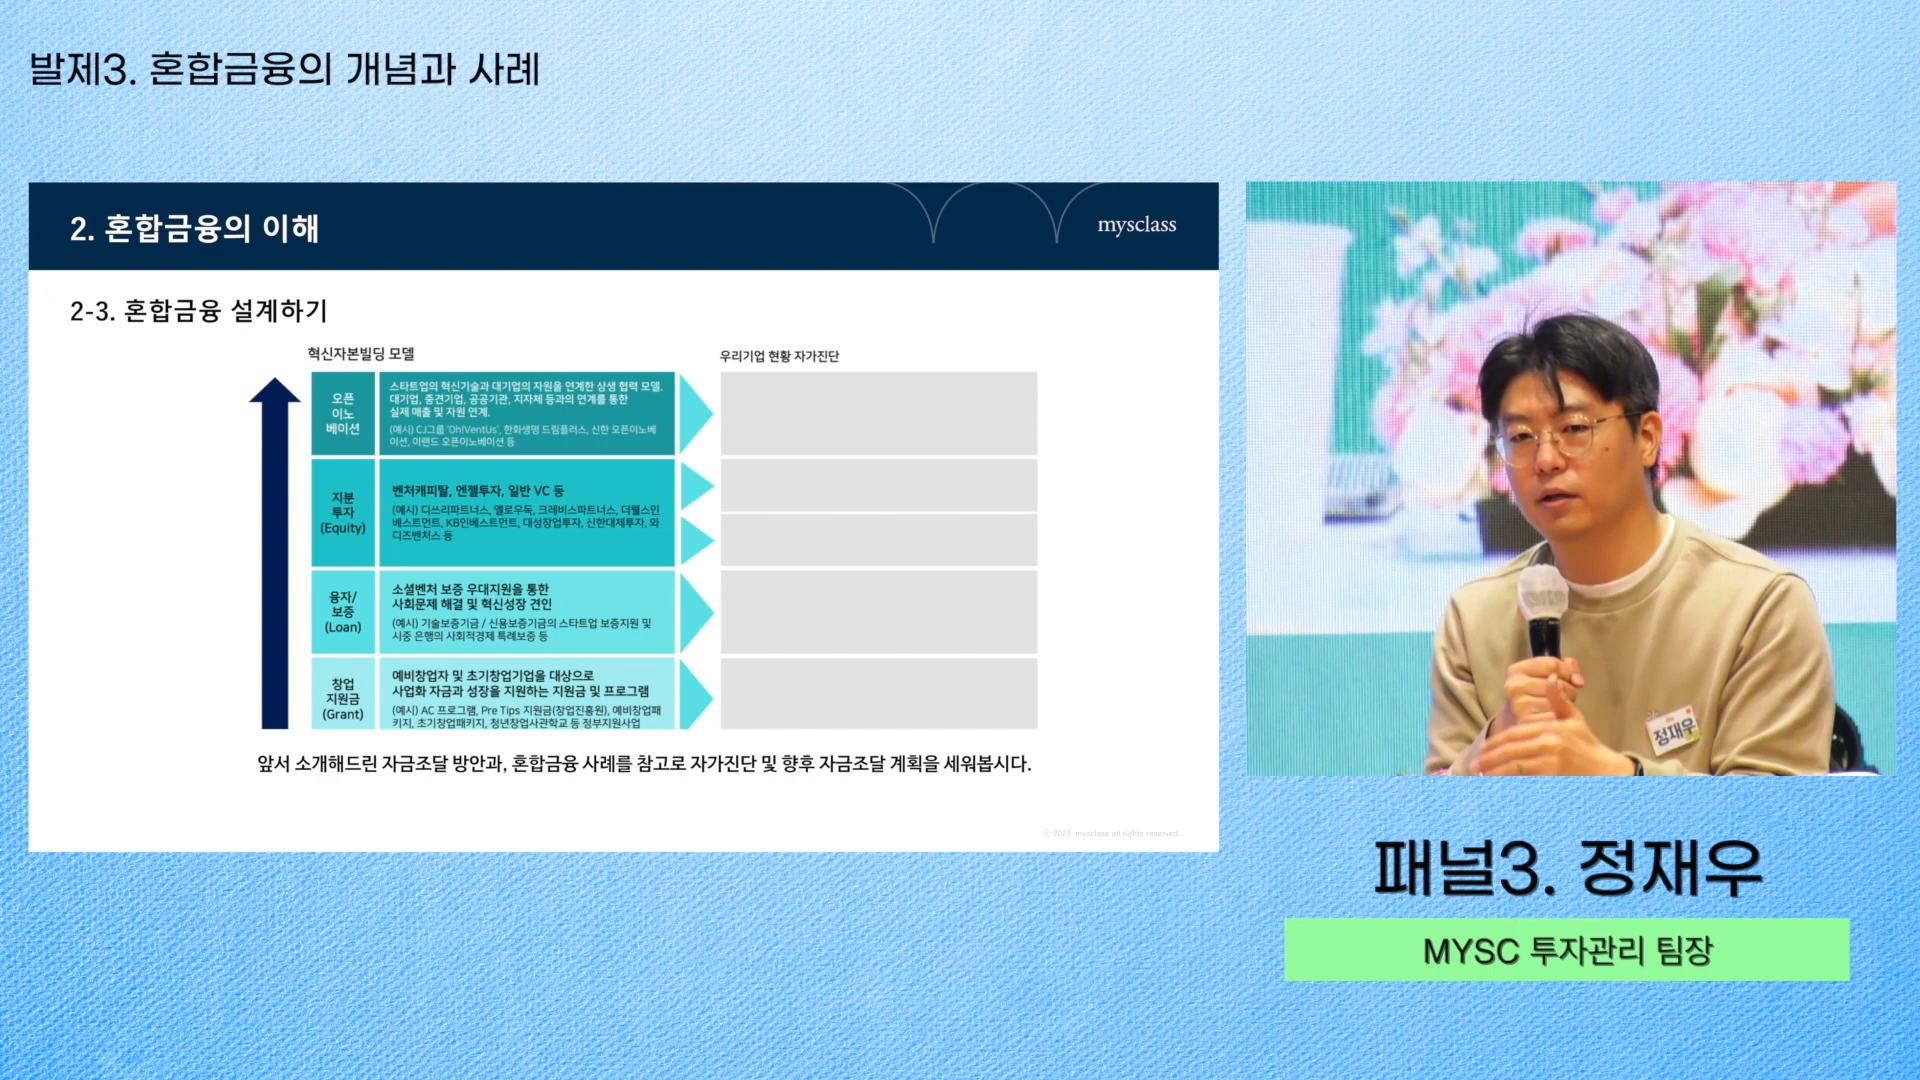 발제3. 혼합금융의 개념과 사례
2. 혼합금융의 이해
mysclass
2-3. 혼합금융 설계하기
혁신자본빌딩 모델
우리기업 현황 자가진단
오픈
이노
베이션
스타트업의 혁신기술과 대기업의 자원을 연계한 상생 협력 모델.
대기업, 중견기업, 공공기관, 지자체 등과의 연계를 통한
실제 매출 및 자원 연계.
(예시) CJ그룹 'Oh!VentUs', 한화생명 드림플러스, 신한 오픈이노베
이션, 이랜드 오픈이노베이션 등
지분
투자
(Equity)
벤처캐피탈, 엔젤투자, 일반 VC 등
(예시) 디쓰리파트너스, 옐로우독, 크레비스파트너스, 더웰스인
베스트먼트, KB인베스트먼트, 대성창업투자, 신한대체투자, 와
디즈벤처스 등
융자/
보증
(Loan)
소셜벤처 보증 우대지원을 통한
사회문제 해결 및 혁신성장 견인
(예시) 기술보증기금 / 신용보증기금의 스타트업 보증지원 및
시중 은행의 사회적경제 특례보증 등
창업
지원금
(Grant)
예비창업자 및 초기창업기업을 대상으로
사업화 자금과 성장을 지원하는 지원금 및 프로그램
(예시) AC 프로그램, Pre Tips 지원금(창업진흥원), 예비창업패
키지, 초기창업패키지, 청년창업사관학교 등 정부지원사업
앞서 소개해드린 자금조달 방안과, 혼합금융 사례를 참고로 자가진단 및 향후 자금조달 계획을 세워봅시다.
ⓒ 2021. mysclass all rights reserved.
정재우
패널3. 정재우
MYSC 투자관리 팀장